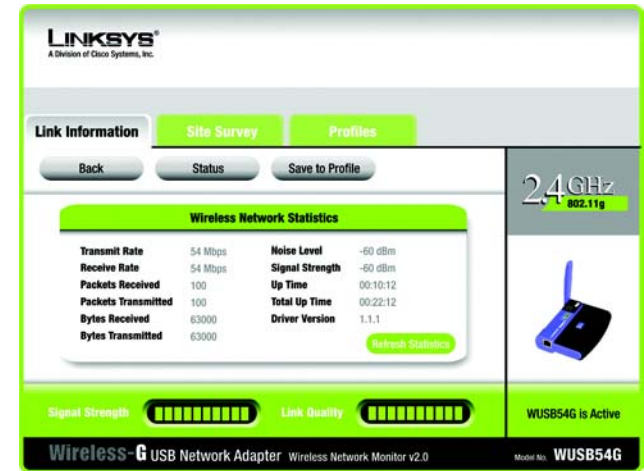 LINKSYS®
A Division of Cisco Systems, Inc.
Link Information Site Survey Profiles
Back Status Save to Profile
2.4 GHz
802.11g
Wireless Network Statistics
Transmit Rate 54 Mbps Noise Level -60 dBm
Receive Rate 54 Mbps Signal Strength -60 dBm
Packets Received 100 Up Time 00:10:12
Packets Transmitted 100 Total Up Time 00:22:12
Bytes Received 63000 Driver Version 1.1.1
Bytes Transmitted 63000
Refresh Statistics
Signal Strength Link Quality WUSB54G is Active
Wireless-G USB Network Adapter Wireless Network Monitor v2.0 Model No. WUSB54G